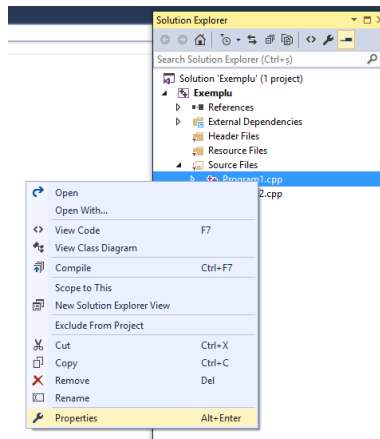 Solution Explorer
Search Solution Explorer (Ctrl+ș)
Solution 'Exemplu' (1 project)
Exemplu
References
External Dependencies
Header Files
Resource Files
Source Files
Program1.cpp
2.cpp
Open
Open With...
View Code F7
View Class Diagram
Compile Ctrl+F7
Scope to This
New Solution Explorer View
Exclude From Project
Cut Ctrl+X
Copy Ctrl+C
Remove Del
Rename
Properties Alt+Enter